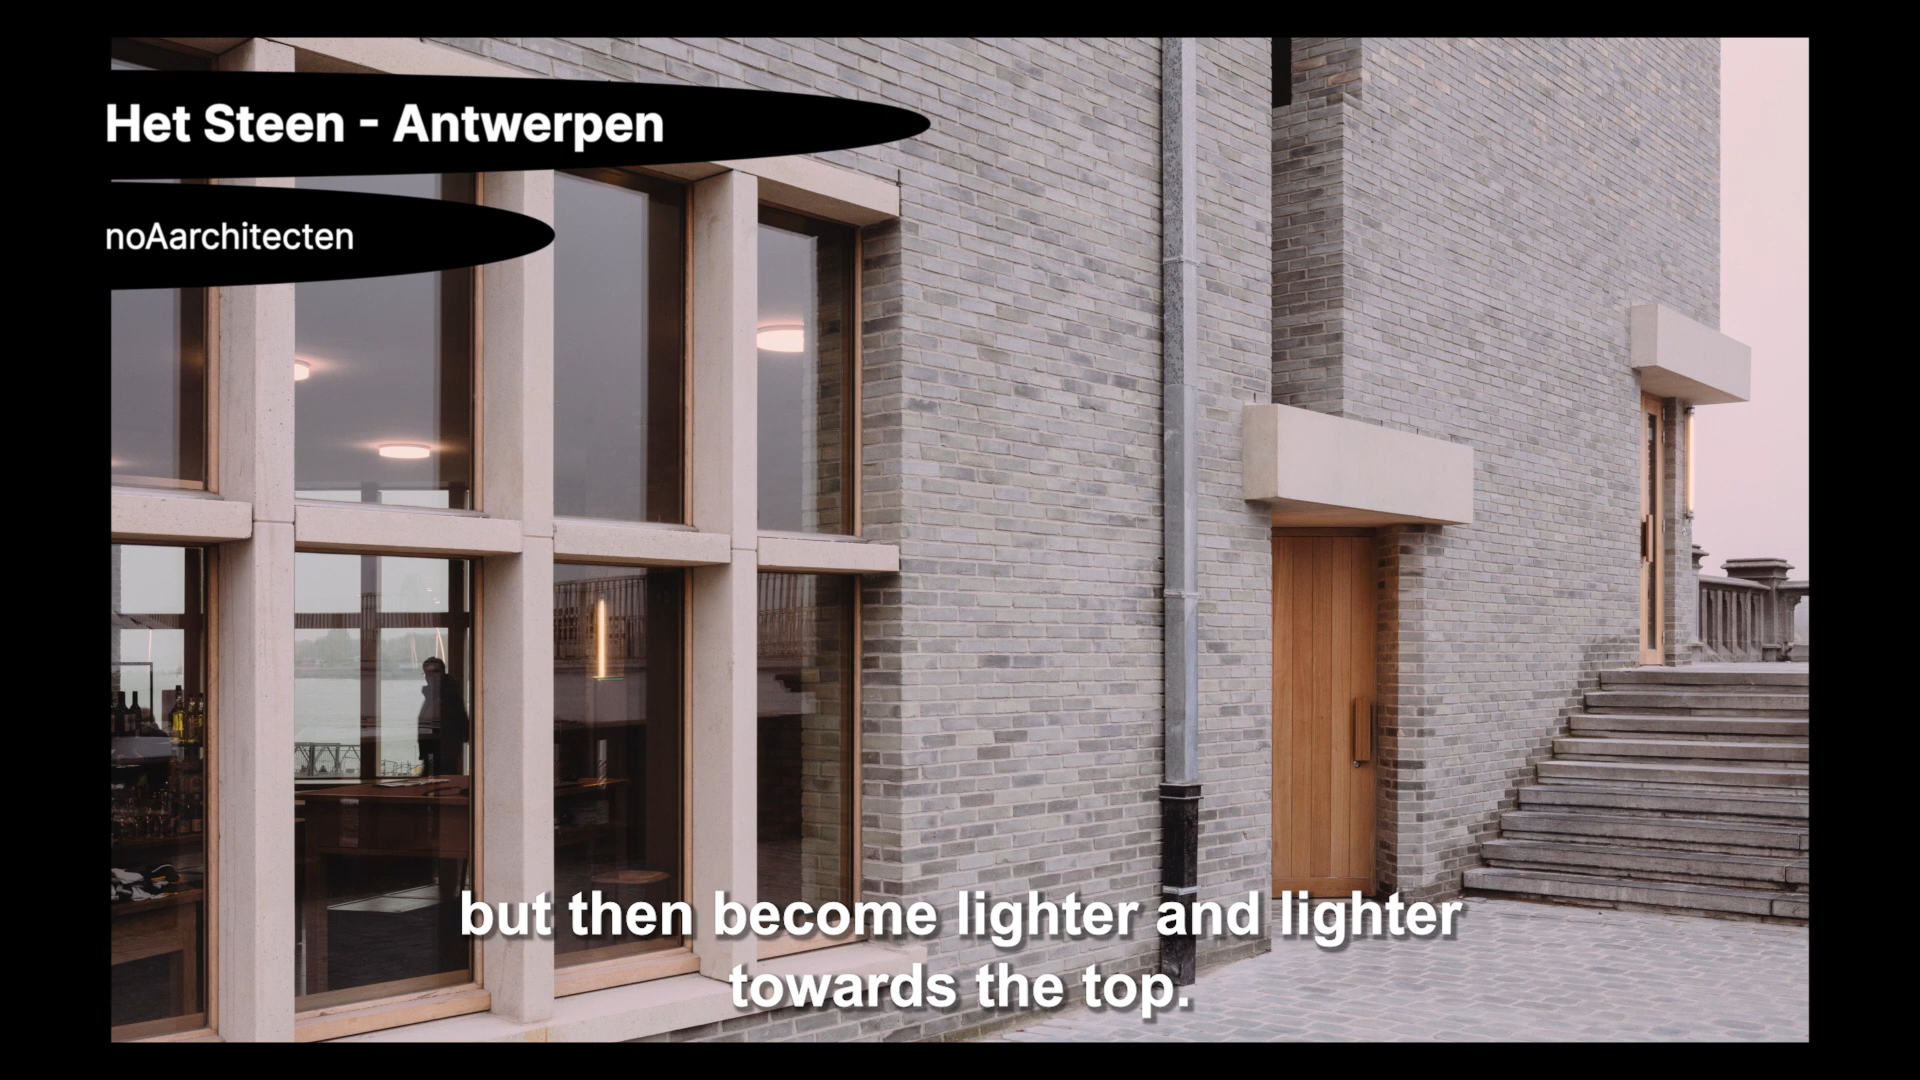 Het Steen - Antwerpen
noAarchitecten
but then become lighter and lighter
towards the top.